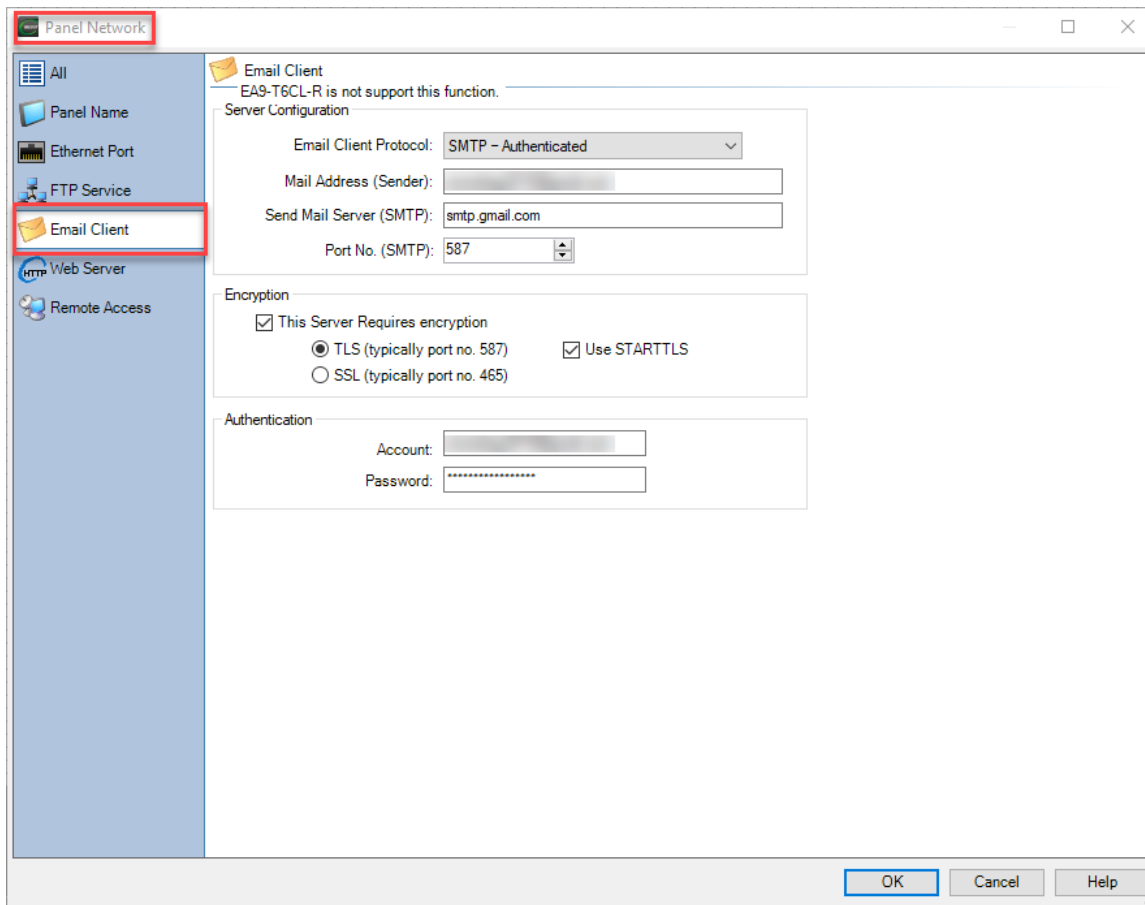 Panel Network
All
Panel Name
Ethernet Port
FTP Service
Email Client
HTTP Web Server
Remote Access
Email Client
EA9-T6CL-R is not support this function.
Server Configuration
Email Client Protocol: SMTP – Authenticated
Mail Address (Sender):
Send Mail Server (SMTP): smtp.gmail.com
Port No. (SMTP): 587
Encryption
This Server Requires encryption
TLS (typically port no. 587) Use STARTTLS
SSL (typically port no. 465)
Authentication
Account:
Password: *****************
OK Cancel Help